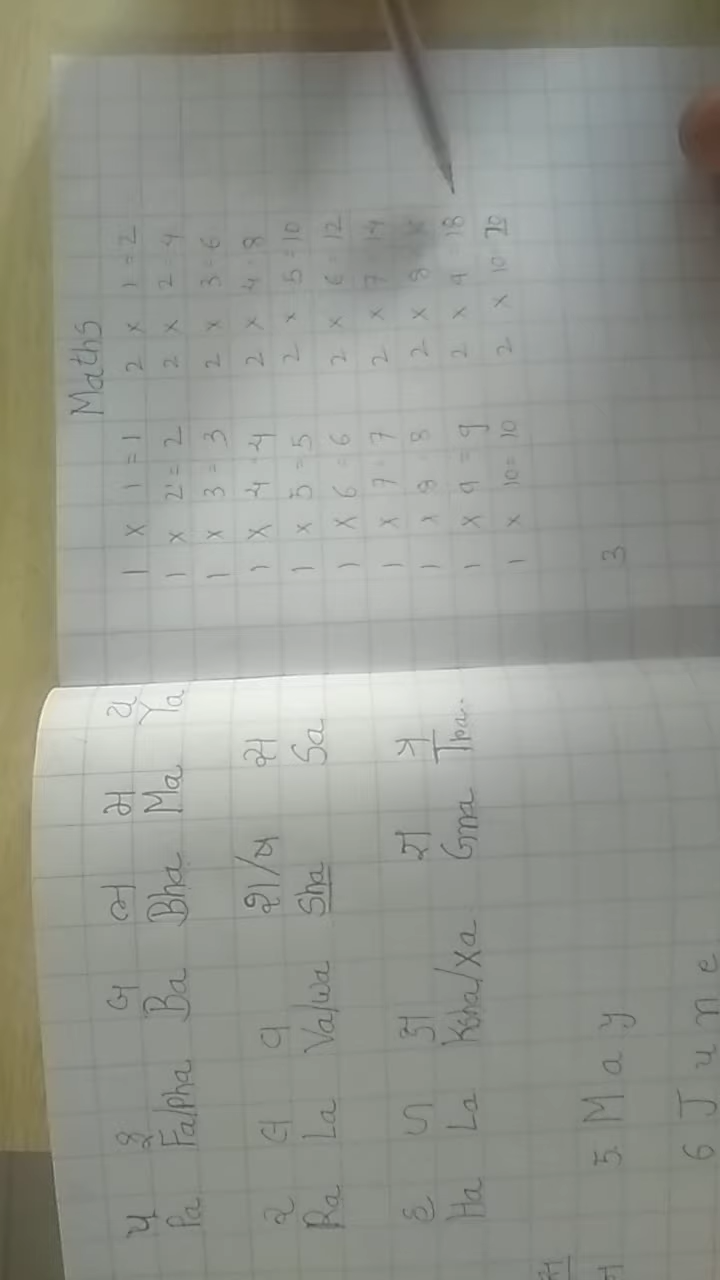 પ ફ બ ભ મ ય
Pa Fa/Pha Ba Bha Ma Ya
ર લ વ શ/ષ સ
Ra La Va/wa Sha Sa
હ ળ ક્ષ જ્ઞ ત્ર
Ha La Ksha/Xa Gna Tra
5 May
6 June
Maths
1 x 1 = 1 2 x 1 = 2
1 x 2 = 2 2 x 2 = 4
1 x 3 = 3 2 x 3 = 6
1 x 4 = 4 2 x 4 = 8
1 x 5 = 5 2 x 5 = 10
1 x 6 = 6 2 x 6 = 12
1 x 7 = 7 2 x 7 = 14
1 x 8 = 8 2 x 8
1 x 9 = 9 2 x 9 = 18
1 x 10 = 10 2 x 10 = 20
3